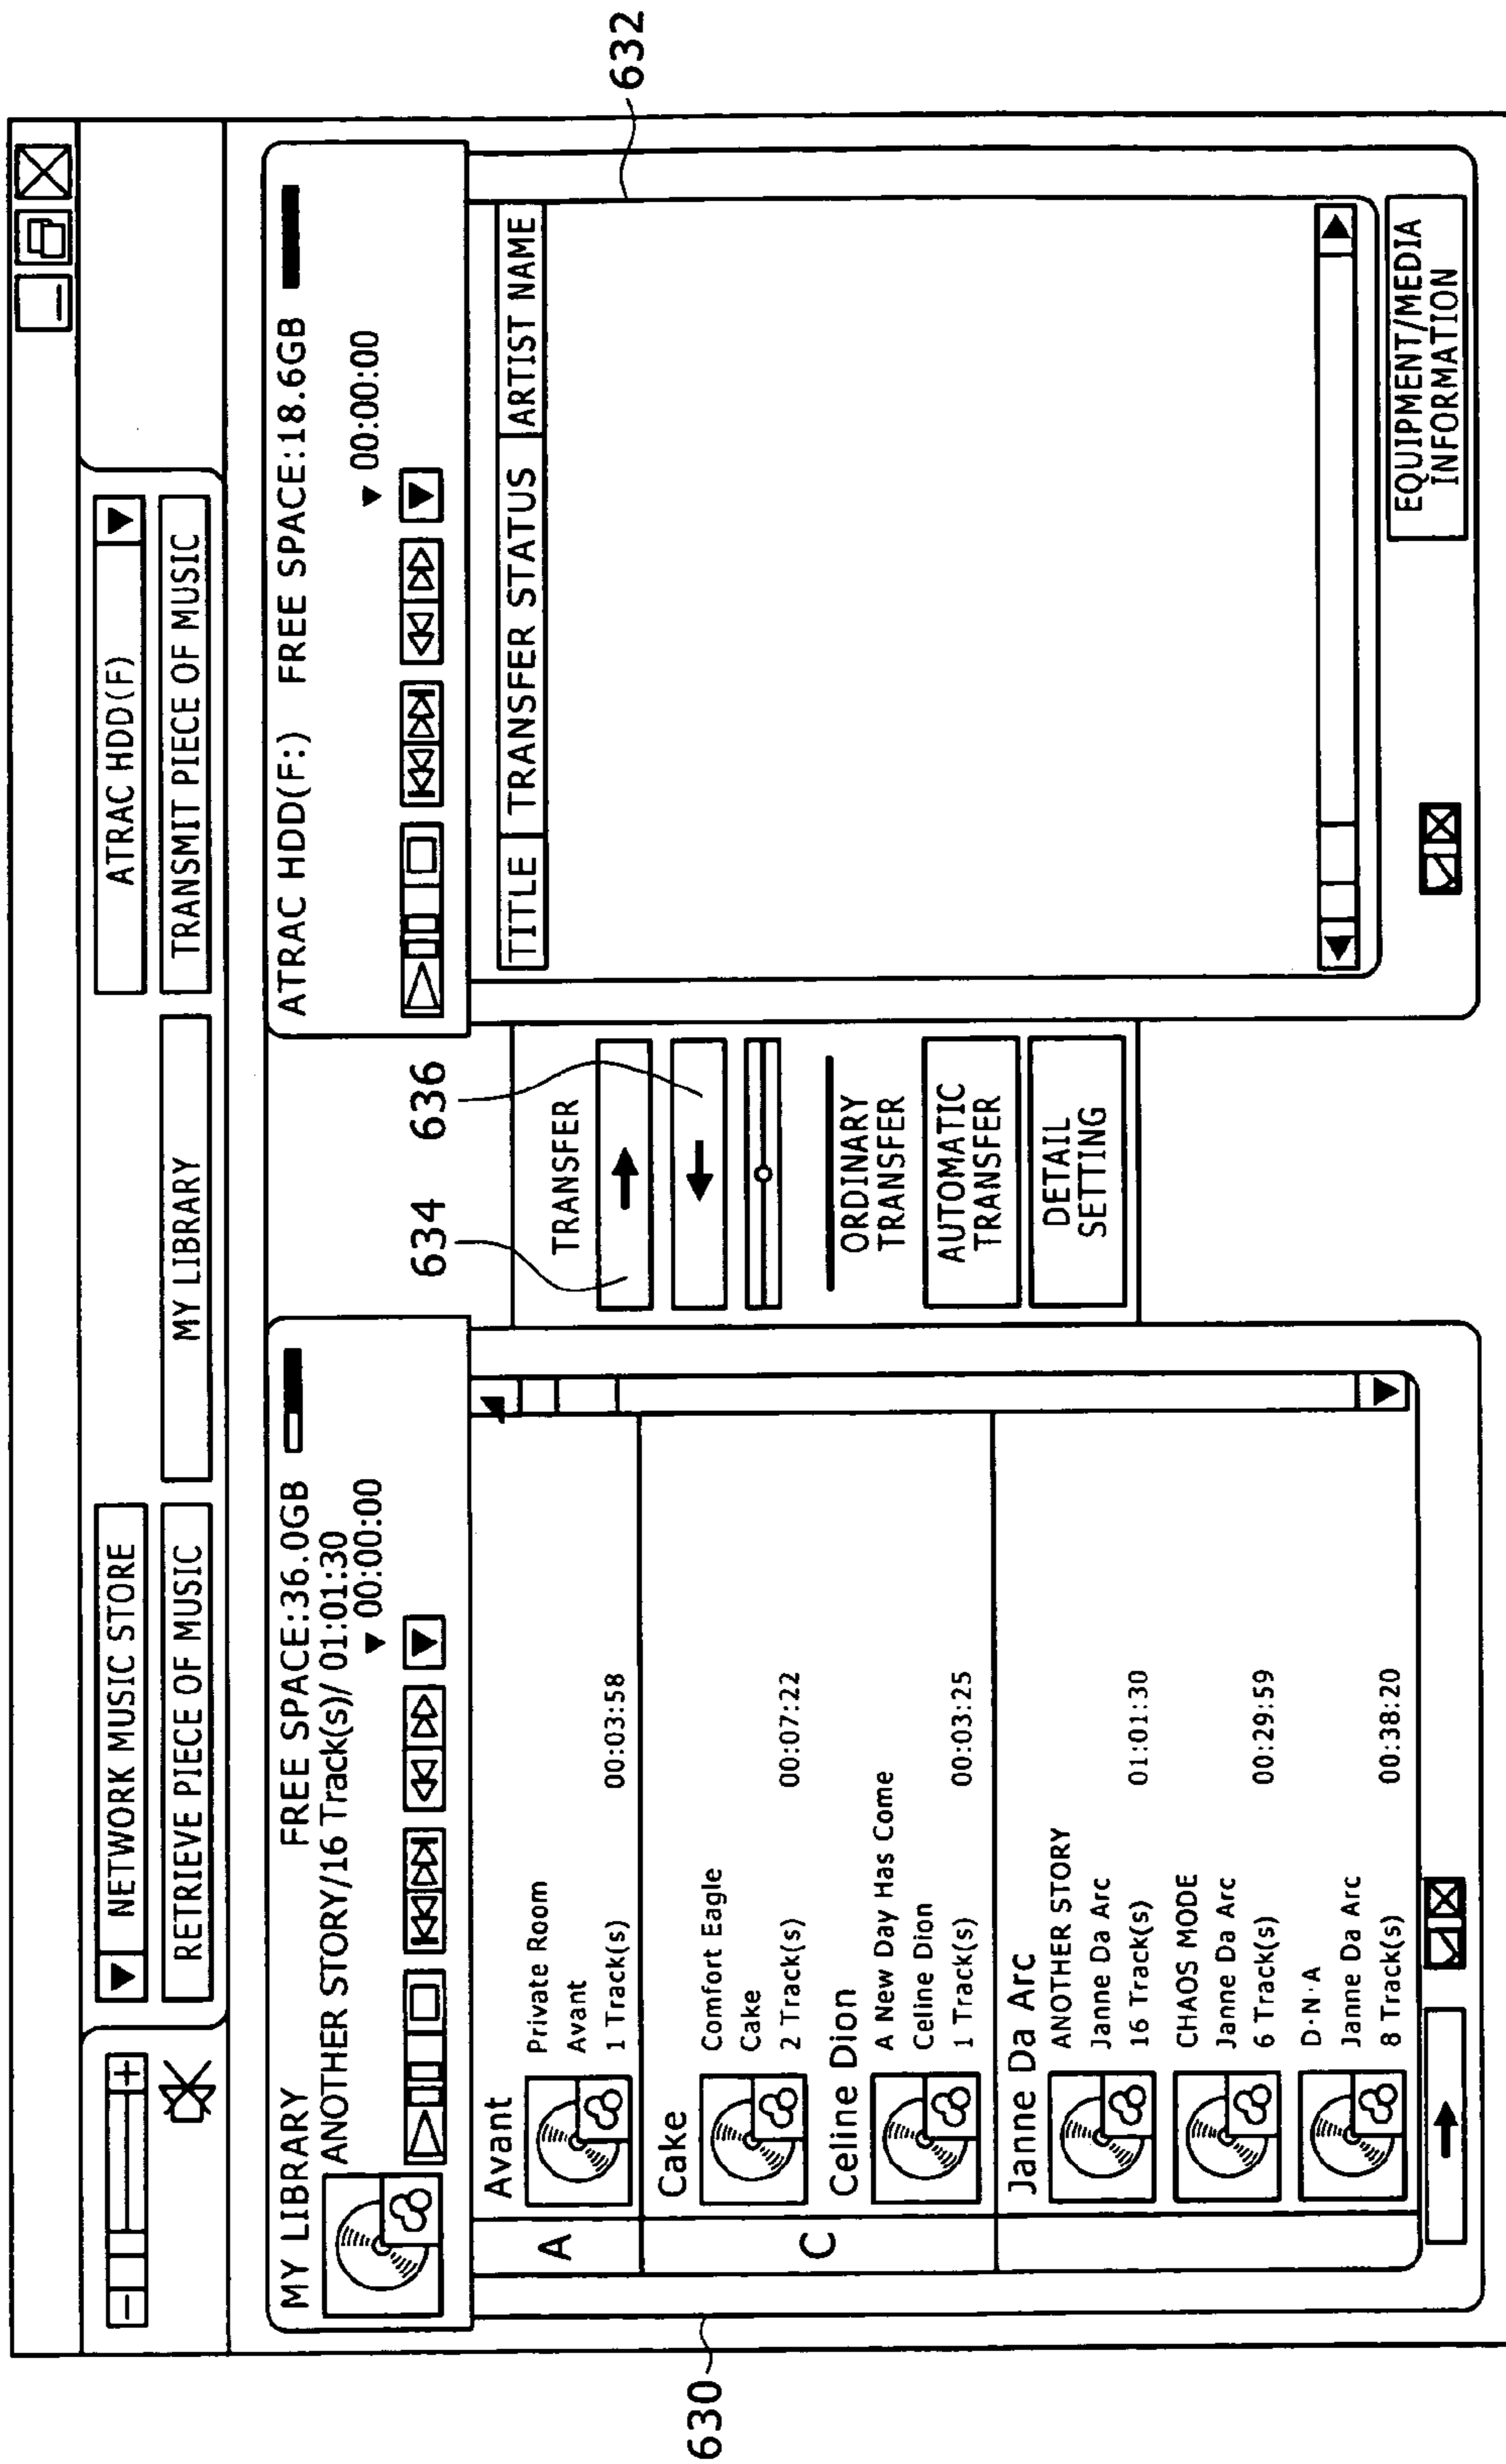 NETWORK MUSIC STORE
ATRAC HDD(F)
RETRIEVE PIECE OF MUSIC
MY LIBRARY
TRANSMIT PIECE OF MUSIC
MY LIBRARY FREE SPACE:36.0GB
ANOTHER STORY/16 Track(s)/ 01:01:30
00:00:00
A
Avant
Private Room
Avant
1 Track(s) 00:03:58
C
Cake
Comfort Eagle
Cake
2 Track(s) 00:07:22
Celine Dion
A New Day Has Come
Celine Dion
1 Track(s) 00:03:25
Janne Da Arc
ANOTHER STORY
Janne Da Arc
16 Track(s) 01:01:30
CHAOS MODE
Janne Da Arc
6 Track(s) 00:29:59
D·N·A
Janne Da Arc
8 Track(s) 00:38:20
630
634
636
TRANSFER
ORDINARY
TRANSFER
AUTOMATIC
TRANSFER
DETAIL
SETTING
ATRAC HDD(F:) FREE SPACE:18.6GB
00:00:00
TITLE TRANSFER STATUS ARTIST NAME
632
EQUIPMENT/MEDIA
INFORMATION